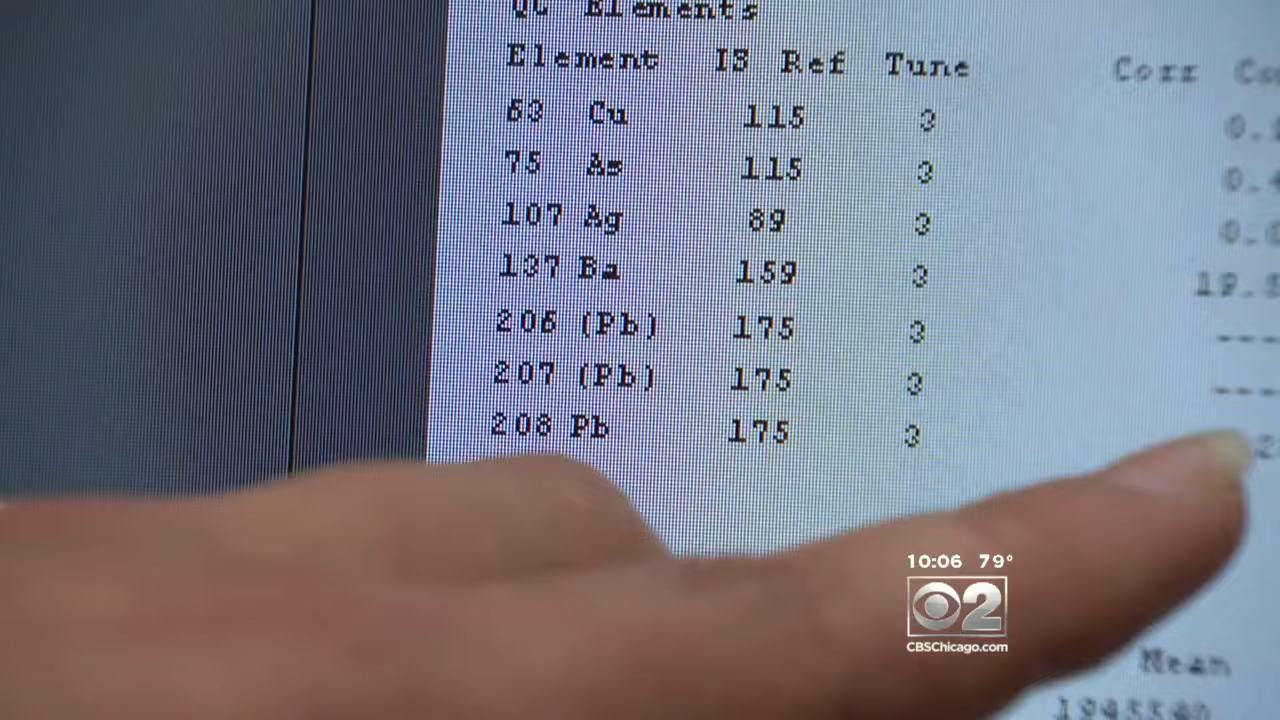 QC Elements
Element IS Ref Tune Corr
63 Cu 115 3
75 As 115 3
107 Ag 89 3
137 Ba 159 3
206 (Pb) 175 3 ---
207 (Pb) 175 3 ---
208 Pb 175 3
10:06 79°
2
CBSChicago.com
Mean